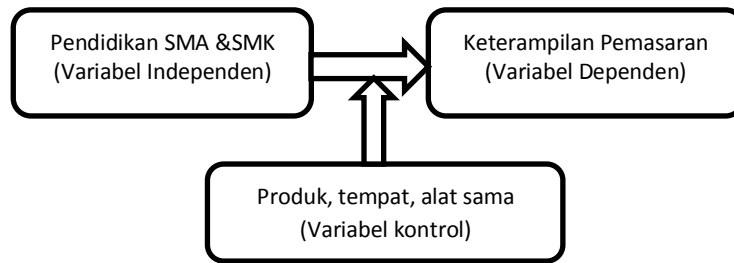 Pendidikan SMA &SMK
(Variabel Independen)
Keterampilan Pemasaran
(Variabel Dependen)
Produk, tempat, alat sama
(Variabel kontrol)